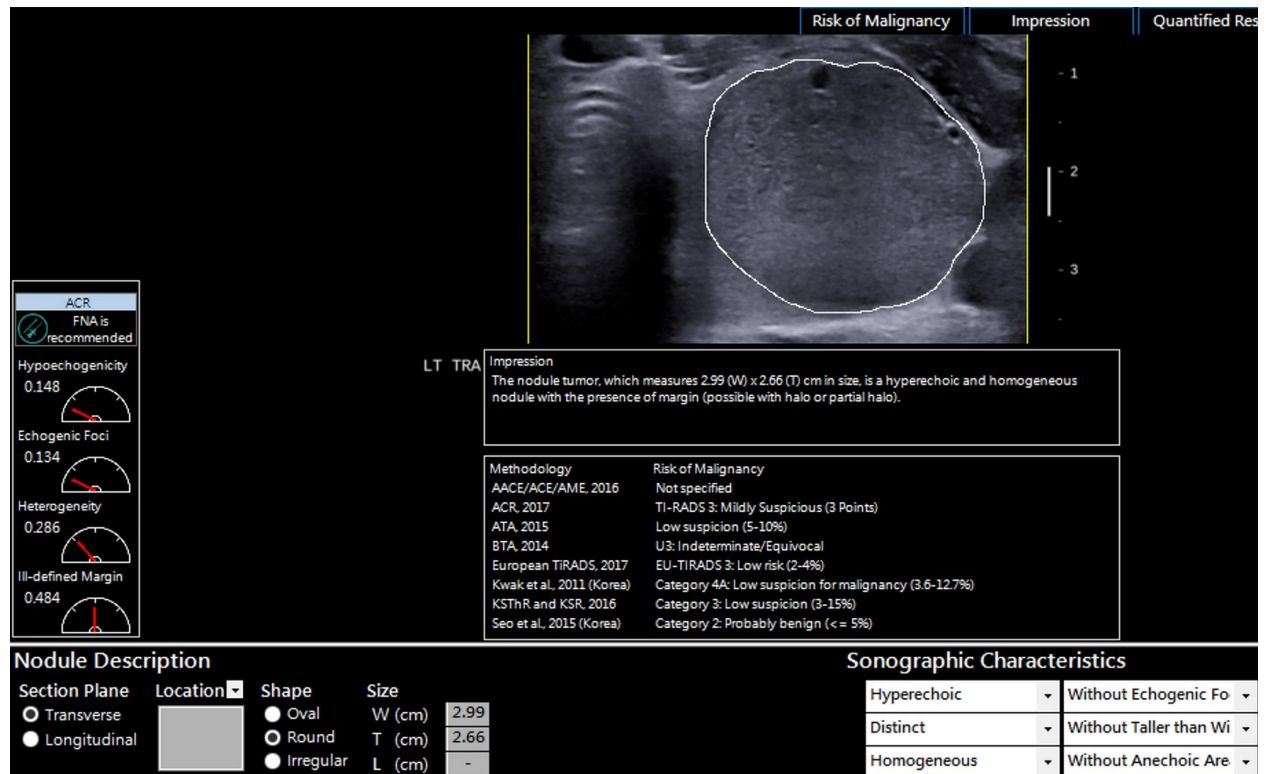 Risk of Malignancy
Impression
Quantified Res
- 1
- 2
- 3
ACR
FNA is
recommended
Hypoechogenicity
0.148
Echogenic Foci
0.134
Heterogeneity
0.286
Ill-defined Margin
0.484
LT TRA
Impression
The nodule tumor, which measures 2.99 (W) x 2.66 (T) cm in size, is a hyperechoic and homogeneous
nodule with the presence of margin (possible with halo or partial halo).
Methodology Risk of Malignancy
AACE/ACE/AME, 2016 Not specified
ACR, 2017 TI-RADS 3: Mildly Suspicious (3 Points)
ATA, 2015 Low suspicion (5-10%)
BTA, 2014 U3: Indeterminate/Equivocal
European TiRADS, 2017 EU-TIRADS 3: Low risk (2-4%)
Kwak et al., 2011 (Korea) Category 4A: Low suspicion for malignancy (3.6-12.7%)
KSThR and KSR, 2016 Category 3: Low suspicion (3-15%)
Seo et al., 2015 (Korea) Category 2: Probably benign (< = 5%)
Nodule Description
Section Plane Location Shape Size
Transverse Oval W (cm) 2.99
Longitudinal Round T (cm) 2.66
Irregular L (cm) -
Sonographic Characteristics
Hyperechoic Without Echogenic Fo
Distinct Without Taller than Wi
Homogeneous Without Anechoic Are